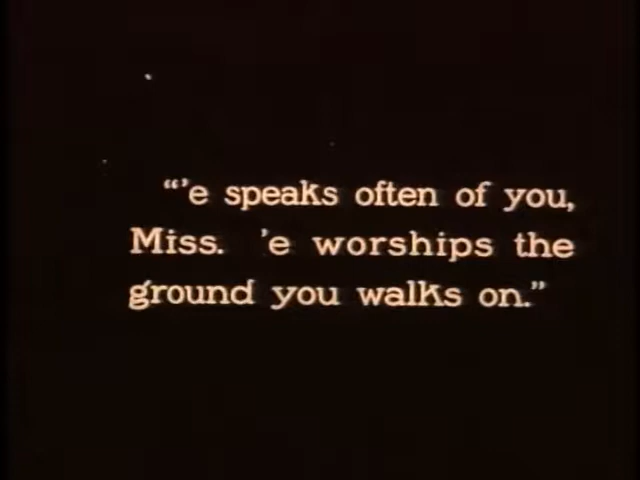 “’e speaks often of you,
Miss. ’e worships the
ground you walks on.”